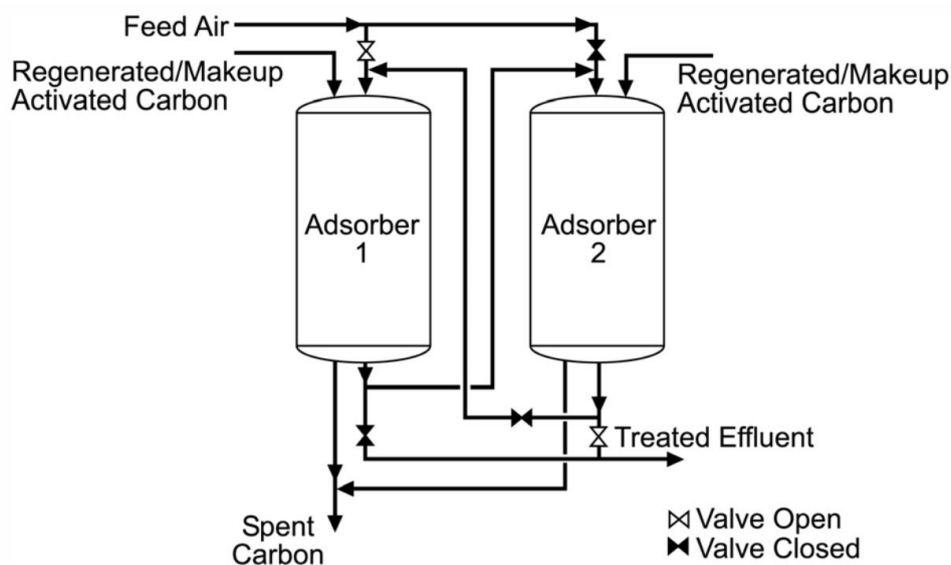 Feed Air
Regenerated/Makeup
Activated Carbon
Regenerated/Makeup
Activated Carbon
Adsorber
1
Adsorber
2
Treated Effluent
Spent
Carbon
Valve Open
Valve Closed